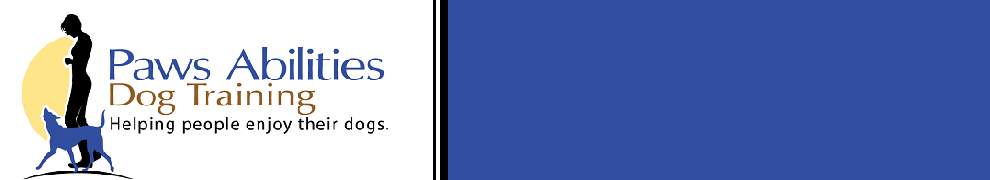 Paws Abilities
Dog Training
Helping people enjoy their dogs.